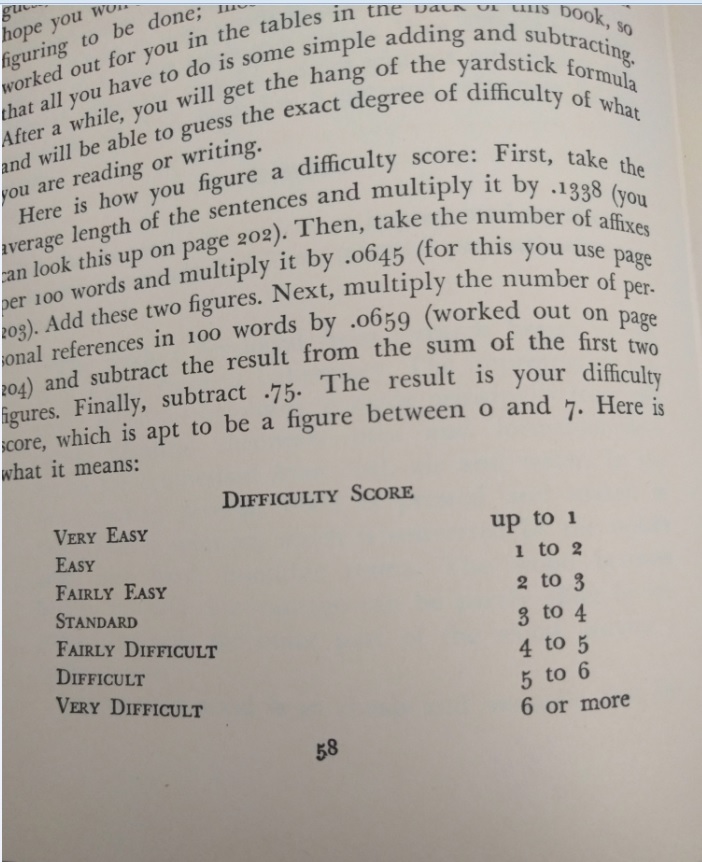 hope you
figuring to be done;
worked out for you in the tables in the back of this book, so
that all you have to do is some simple adding and subtracting.
After a while, you will get the hang of the yardstick formula
and will be able to guess the exact degree of difficulty of what
you are reading or writing.
Here is how you figure a difficulty score: First, take the
average length of the sentences and multiply it by .1338 (you
can look this up on page 202). Then, take the number of affixes
per 100 words and multiply it by .0645 (for this you use page
203). Add these two figures. Next, multiply the number of per-
sonal references in 100 words by .0659 (worked out on page
204) and subtract the result from the sum of the first two
figures. Finally, subtract .75. The result is your difficulty
score, which is apt to be a figure between 0 and 7. Here is
what it means:
DIFFICULTY SCORE
VERY EASY up to 1
EASY 1 to 2
FAIRLY EASY 2 to 3
STANDARD 3 to 4
FAIRLY DIFFICULT 4 to 5
DIFFICULT 5 to 6
VERY DIFFICULT 6 or more
58